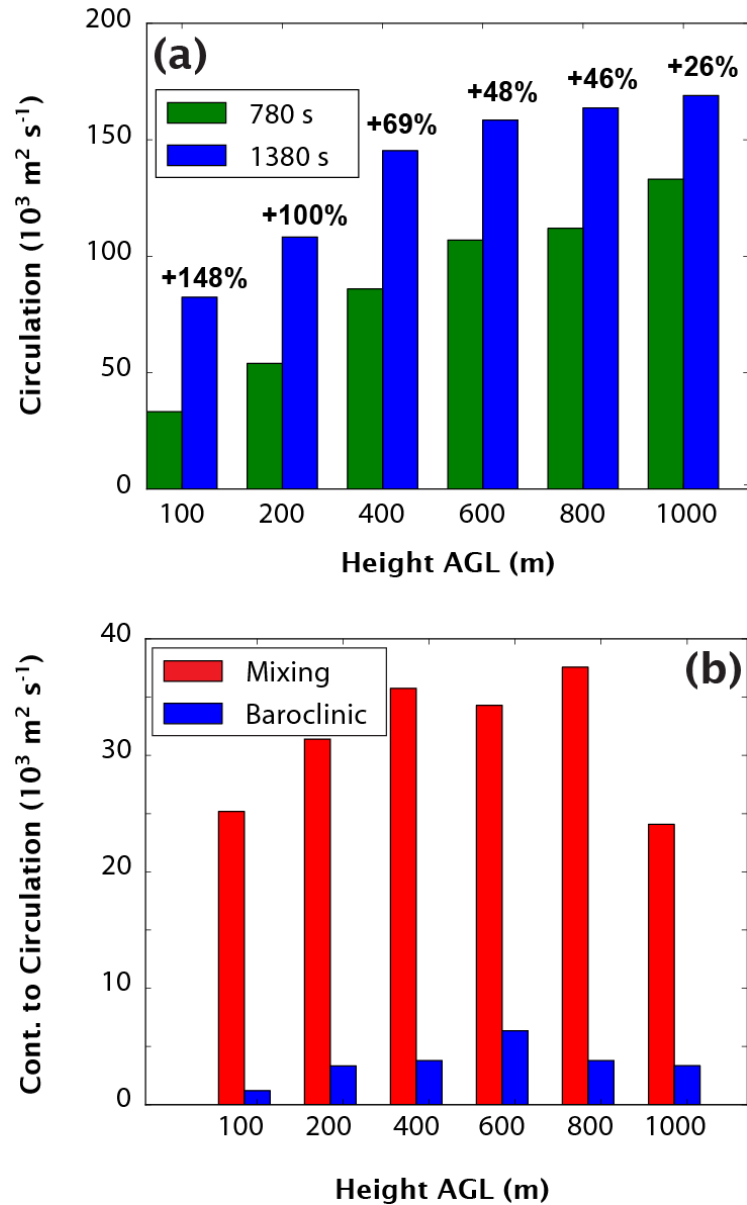 (a)
780 s
1380 s
+148%
+100%
+69%
+48%
+46%
+26%
Circulation (10³ m² s⁻¹)
200
150
100
50
0
100 200 400 600 800 1000
Height AGL (m)
(b)
Mixing
Baroclinic
Cont. to Circulation (10³ m² s⁻¹)
40
30
20
10
0
100 200 400 600 800 1000
Height AGL (m)